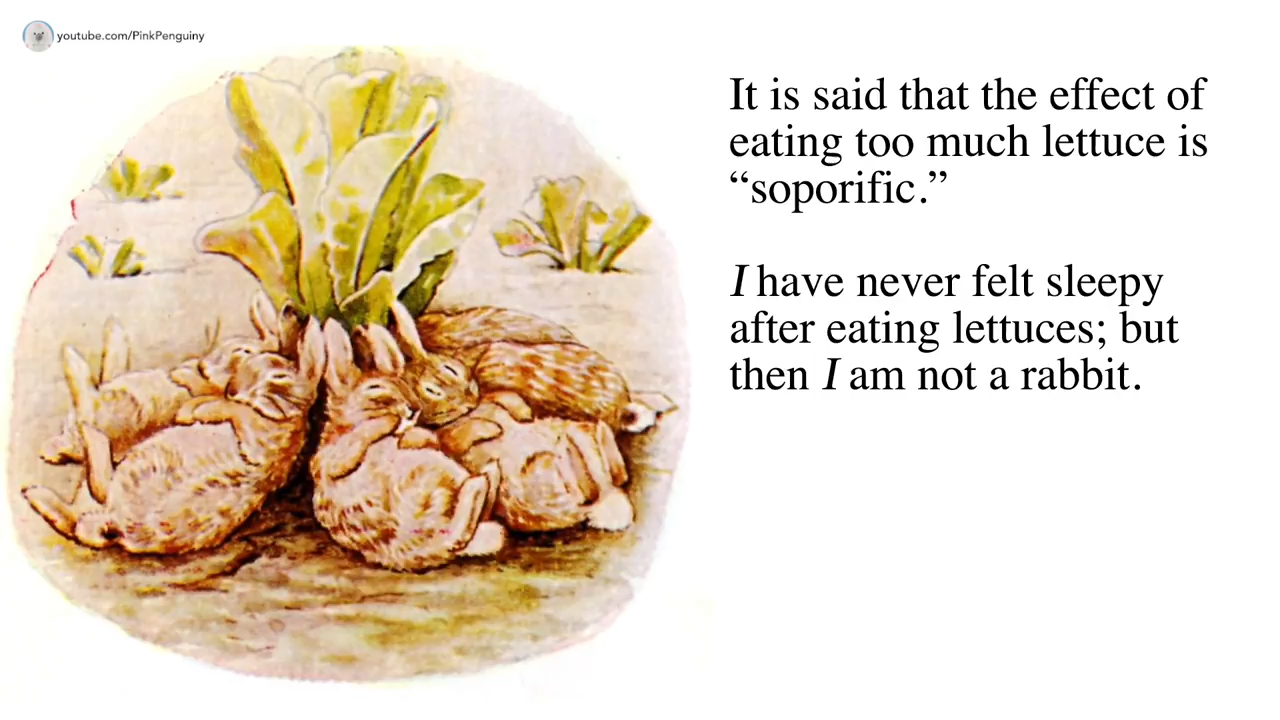 youtube.com/PinkPenguiny
It is said that the effect of
eating too much lettuce is
“soporific.”
I have never felt sleepy
after eating lettuces; but
then I am not a rabbit.